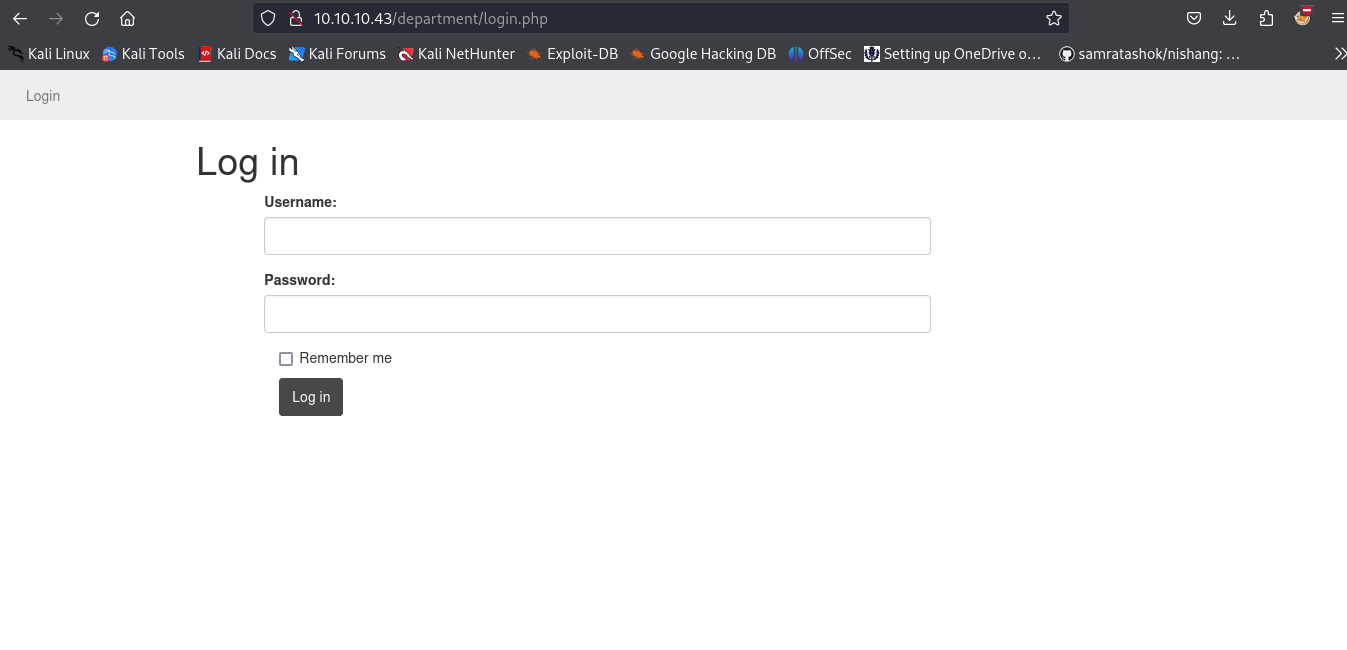 10.10.10.43/department/login.php
Kali Linux Kali Tools Kali Docs Kali Forums Kali NetHunter Exploit-DB Google Hacking DB OffSec Setting up OneDrive o… samratashok/nishang: …
Login
Log in
Username:
Password:
Remember me
Log in